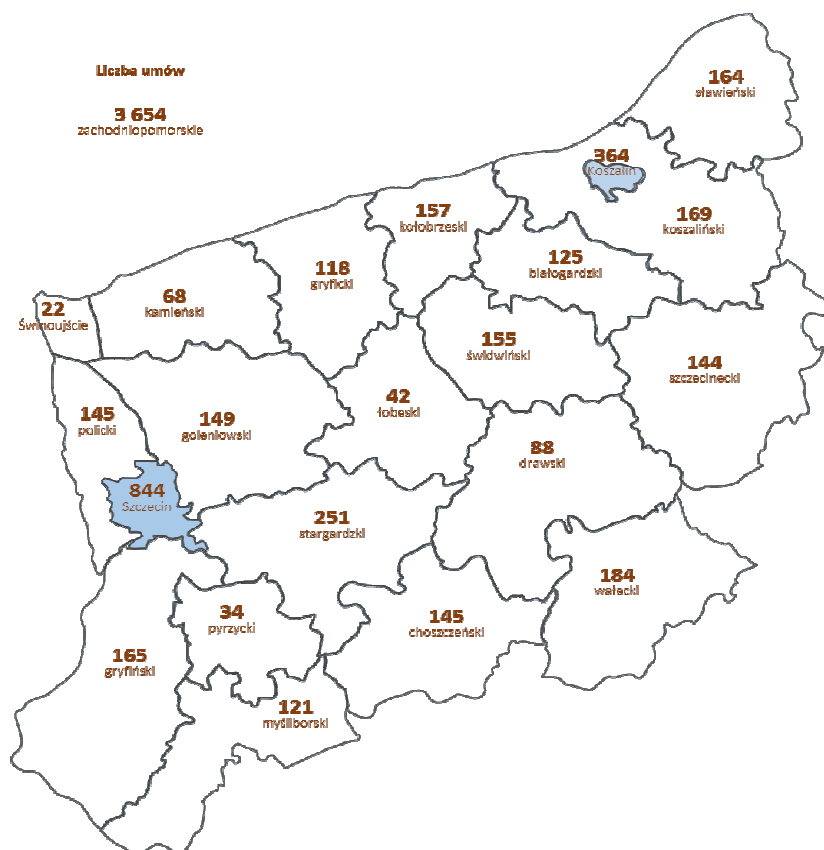 Liczba umów
3 654
zachodniopomorskie
164
sławieński
364
Koszalin
169
koszaliński
157
kołobrzeski
125
białogardzki
118
gryficki
68
kamieński
22
Świnoujście
155
świdwiński
144
szczecinecki
42
łobeski
145
policki
149
goleniowski
88
drawski
844
Szczecin
251
stargardzki
184
wałecki
34
pyrzycki
145
choszczeński
165
gryfiński
121
myśliborski